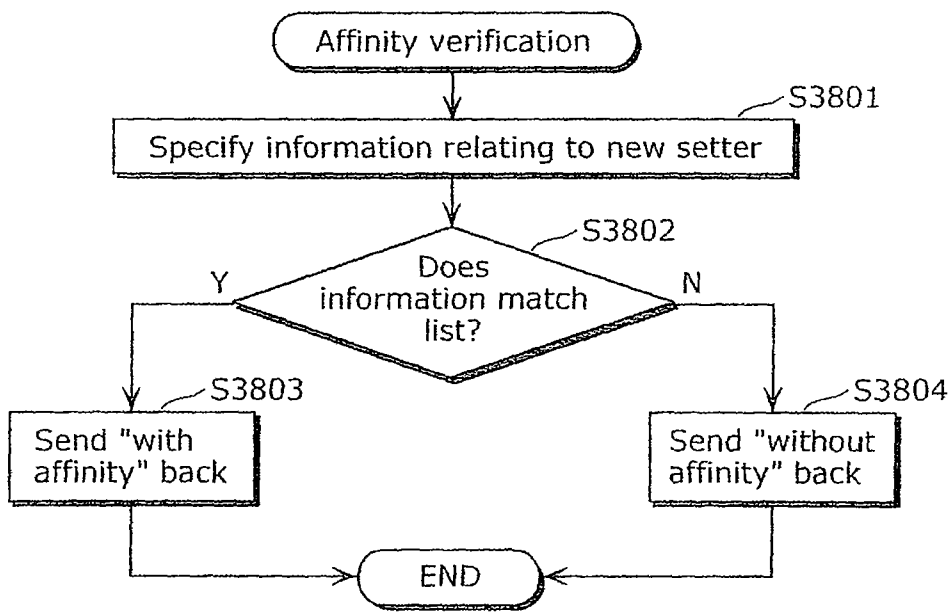 Affinity verification
S3801
Specify information relating to new setter
S3802
Does
information match
list?
Y
N
S3803
Send "with
affinity" back
S3804
Send "without
affinity" back
END